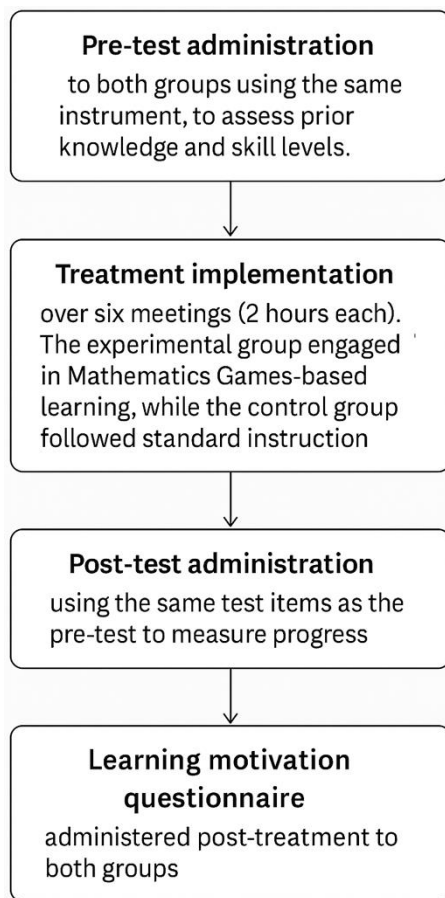 Pre-test administration
to both groups using the same
instrument, to assess prior
knowledge and skill levels.
Treatment implementation
over six meetings (2 hours each).
The experimental group engaged
in Mathematics Games-based
learning, while the control group
followed standard instruction
Post-test administration
using the same test items as the
pre-test to measure progress
Learning motivation
questionnaire
administered post-treatment to
both groups